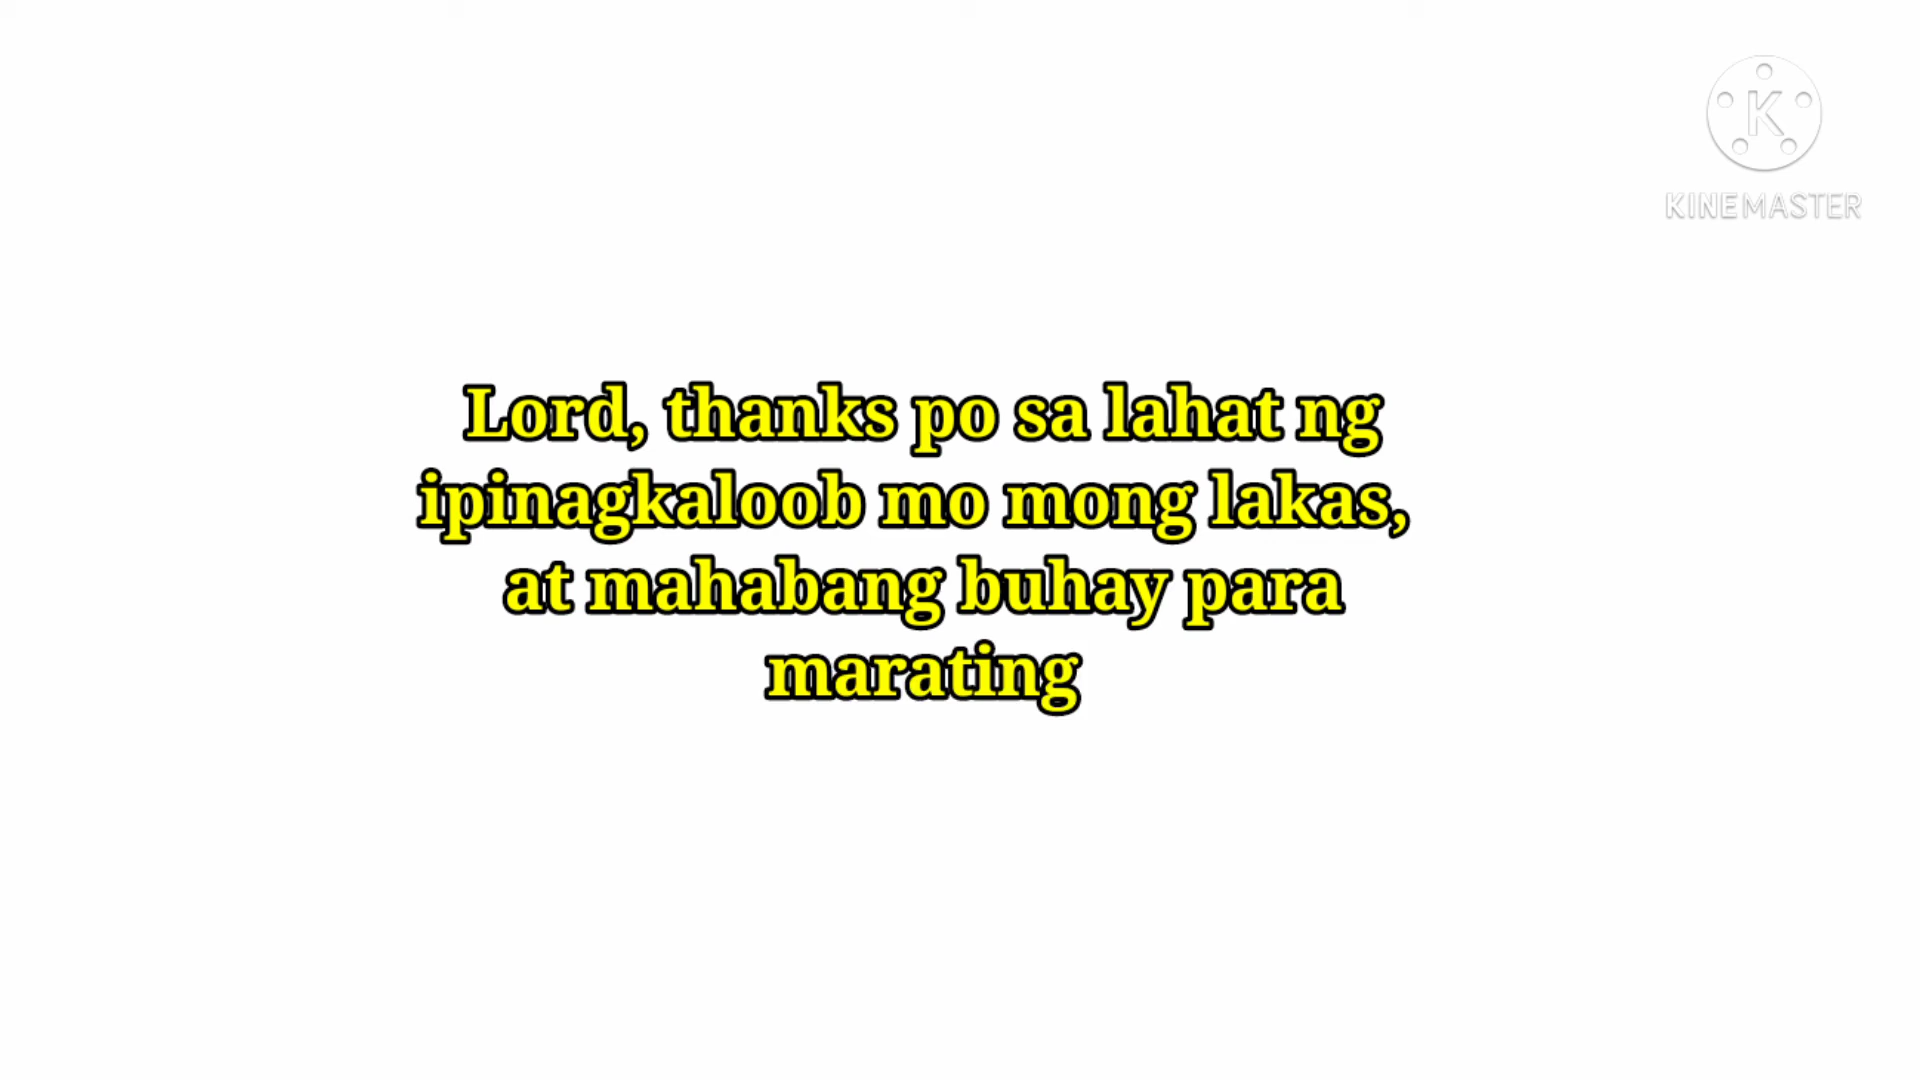 K
KINEMASTER
Lord, thanks po sa lahat ng
ipinagkaloob mo mong lakas,
at mahabang buhay para
marating